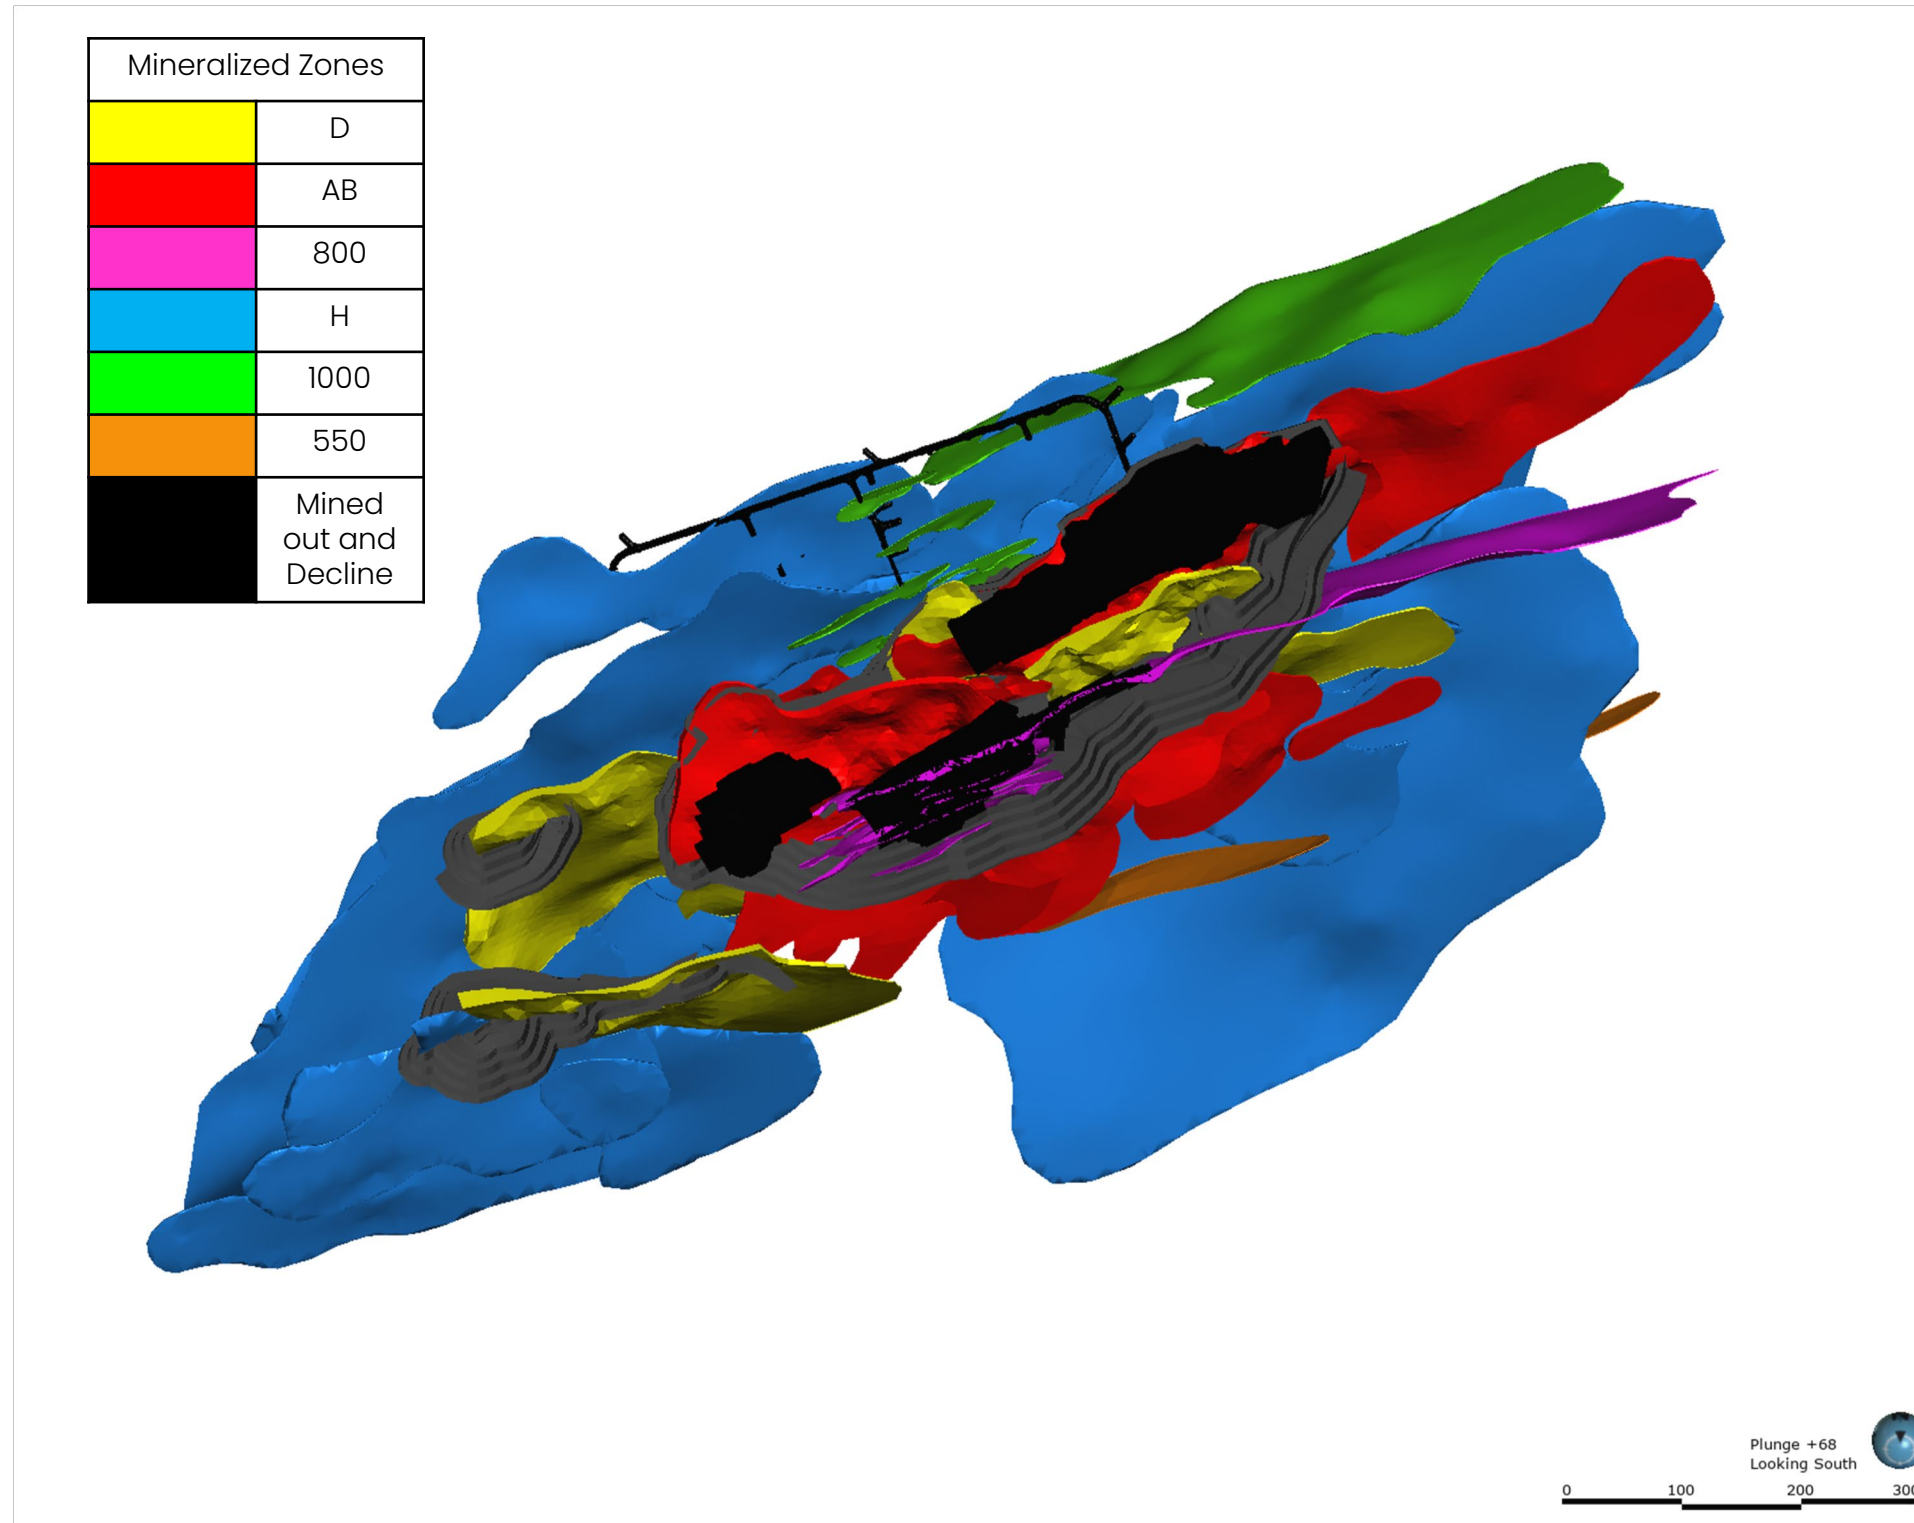 Mineralized Zones
D
AB
800
H
1000
550
Mined
out and
Decline
Plunge +68
Looking South
0 100 200